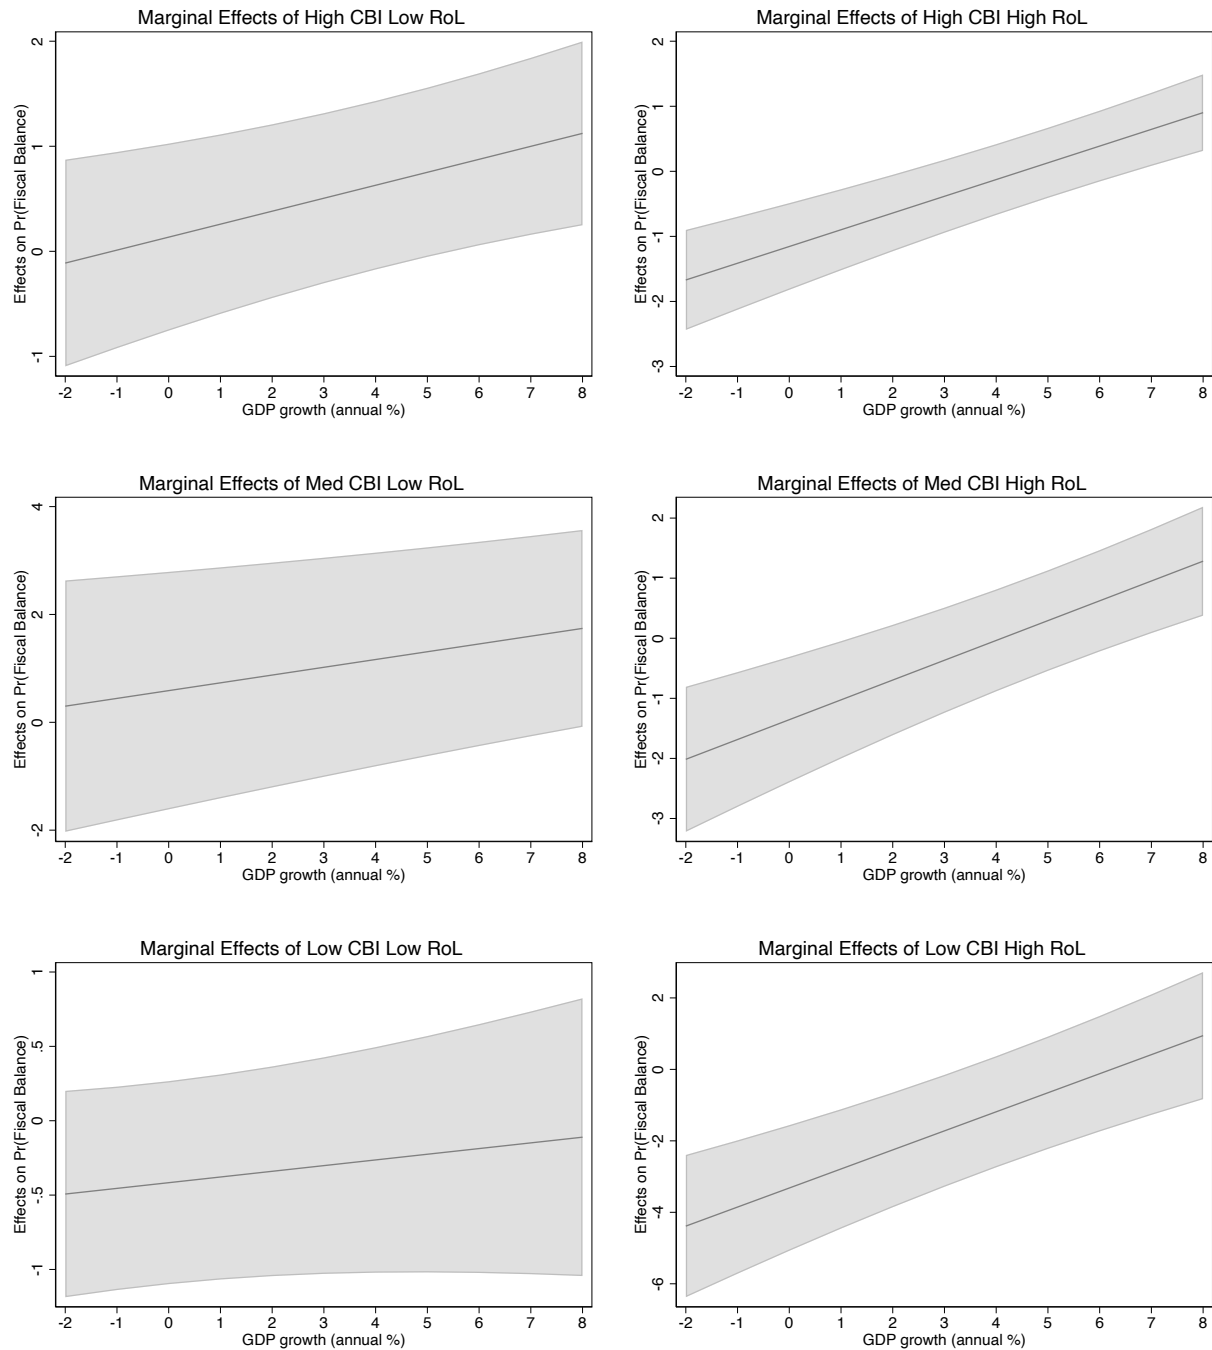 Marginal Effects of High CBI Low RoL
Effects on Pr(Fiscal Balance)
2
1
0
-1
-2 -1 0 1 2 3 4 5 6 7 8
GDP growth (annual %)
Marginal Effects of High CBI High RoL
Effects on Pr(Fiscal Balance)
2
1
0
-1
-2
-3
-2 -1 0 1 2 3 4 5 6 7 8
GDP growth (annual %)
Marginal Effects of Med CBI Low RoL
Effects on Pr(Fiscal Balance)
4
2
0
-2
-2 -1 0 1 2 3 4 5 6 7 8
GDP growth (annual %)
Marginal Effects of Med CBI High RoL
Effects on Pr(Fiscal Balance)
2
1
0
-1
-2
-3
-2 -1 0 1 2 3 4 5 6 7 8
GDP growth (annual %)
Marginal Effects of Low CBI Low RoL
Effects on Pr(Fiscal Balance)
1
.5
0
-.5
-1
-2 -1 0 1 2 3 4 5 6 7 8
GDP growth (annual %)
Marginal Effects of Low CBI High RoL
Effects on Pr(Fiscal Balance)
2
0
-2
-4
-6
-2 -1 0 1 2 3 4 5 6 7 8
GDP growth (annual %)